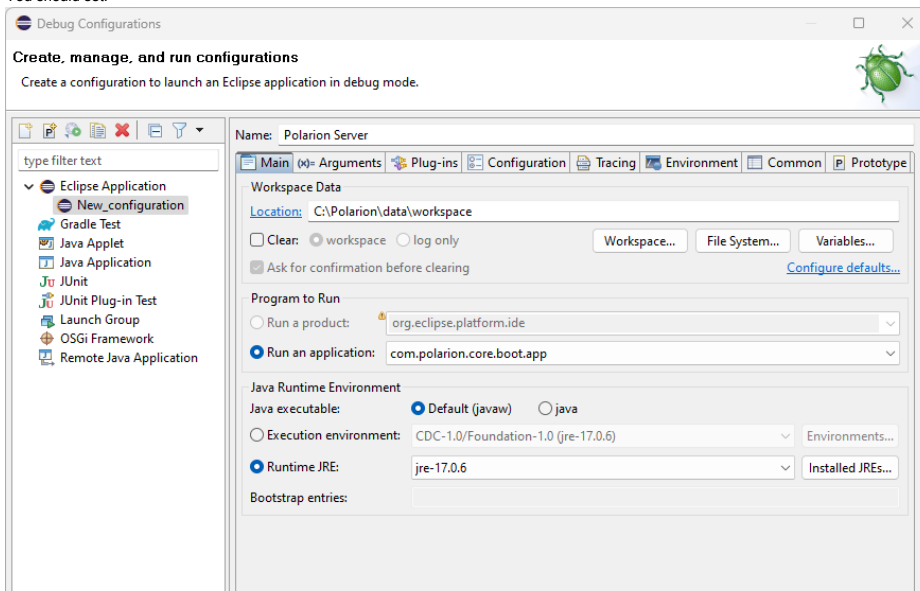 Debug Configurations
Create, manage, and run configurations
Create a configuration to launch an Eclipse application in debug mode.
type filter text
Eclipse Application
New_configuration
Gradle Test
Java Applet
Java Application
Ju JUnit
JUnit Plug-in Test
Launch Group
OSGi Framework
Remote Java Application
Name: Polarion Server
Main (x)= Arguments Plug-ins Configuration Tracing Environment Common P Prototype
Workspace Data
Location: C:\Polarion\data\workspace
Clear: workspace log only Workspace... File System... Variables...
Ask for confirmation before clearing Configure defaults...
Program to Run
Run a product: org.eclipse.platform.ide
Run an application: com.polarion.core.boot.app
Java Runtime Environment
Java executable: Default (javaw) java
Execution environment: CDC-1.0/Foundation-1.0 (jre-17.0.6) Environments...
Runtime JRE: jre-17.0.6 Installed JREs...
Bootstrap entries: